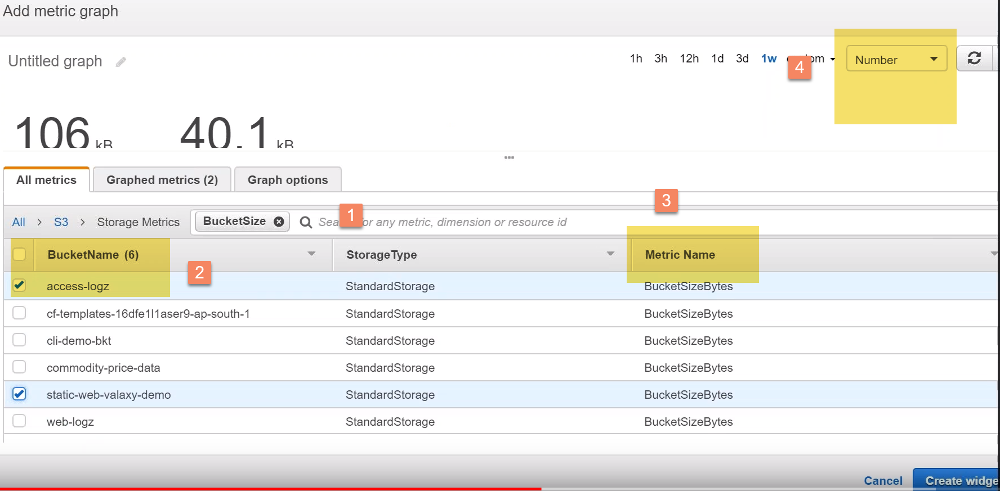 Add metric graph
Untitled graph
1h 3h 12h 1d 3d 1w om
4
Number
106 kB 40.1 kB
All metrics Graphed metrics (2) Graph options
3
All > S3 > Storage Metrics BucketSize 1 for any metric, dimension or resource id
BucketName (6) StorageType Metric Name
2
access-logz StandardStorage BucketSizeBytes
cf-templates-16dfe1l1aser9-ap-south-1 StandardStorage BucketSizeBytes
cli-demo-bkt StandardStorage BucketSizeBytes
commodity-price-data StandardStorage BucketSizeBytes
static-web-valaxy-demo StandardStorage BucketSizeBytes
web-logz StandardStorage BucketSizeBytes
Cancel Create widge